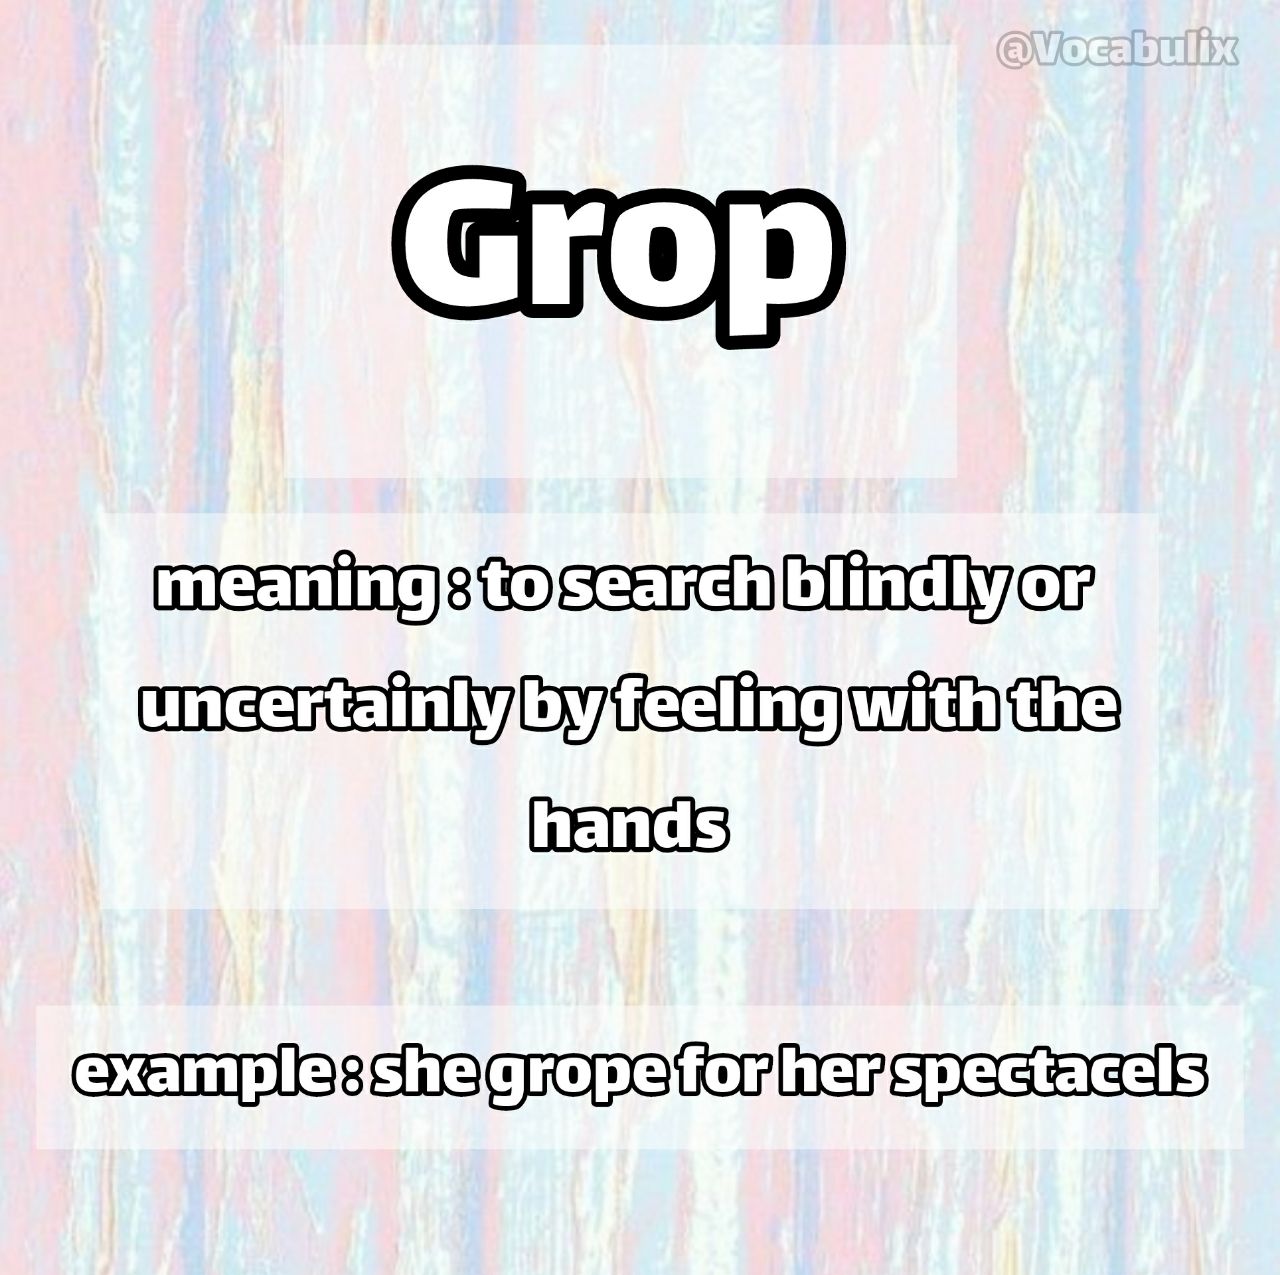 @Vocabulix
Grop
meaning : to search blindly or
uncertainly by feeling with the
hands
example : she grope for her spectacels